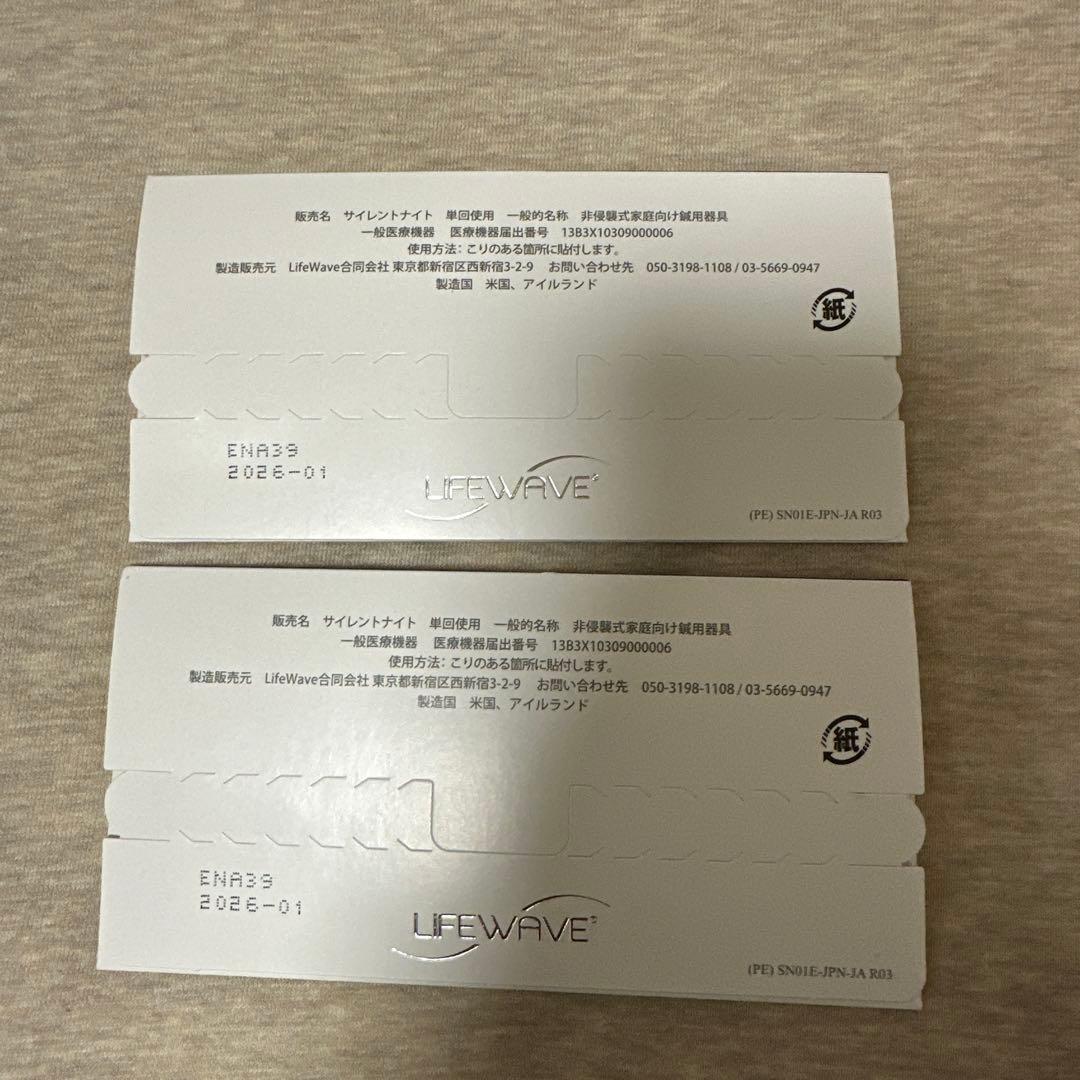 販売名 サイレントナイト 単回使用 一般的名称 非侵襲式家庭向け鍼用器具
一般医療機器 医療機器届出番号 13B3X10309000006
使用方法：こりのある箇所に貼付します。
製造販売元 LifeWave合同会社 東京都新宿区西新宿3-2-9 お問い合わせ先 050-3198-1108 / 03-5669-0947
製造国 米国、アイルランド
紙
ENA39
2026-01
LIFEWAVE
(PE) SN01E-JPN-JA R03
販売名 サイレントナイト 単回使用 一般的名称 非侵襲式家庭向け鍼用器具
一般医療機器 医療機器届出番号 13B3X10309000006
使用方法：こりのある箇所に貼付します。
製造販売元 LifeWave合同会社 東京都新宿区西新宿3-2-9 お問い合わせ先 050-3198-1108 / 03-5669-0947
製造国 米国、アイルランド
紙
ENA39
2026-01
LIFEWAVE
(PE) SN01E-JPN-JA R03